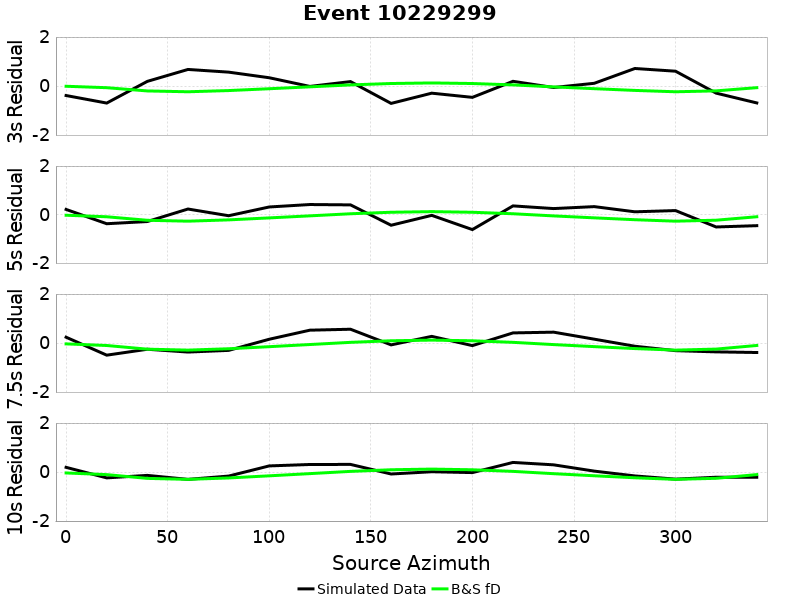 Event 10229299
3s Residual
2
0
-2
5s Residual
2
0
-2
7.5s Residual
2
0
-2
10s Residual
2
0
-2
0 50 100 150 200 250 300
Source Azimuth
Simulated Data B&S fD